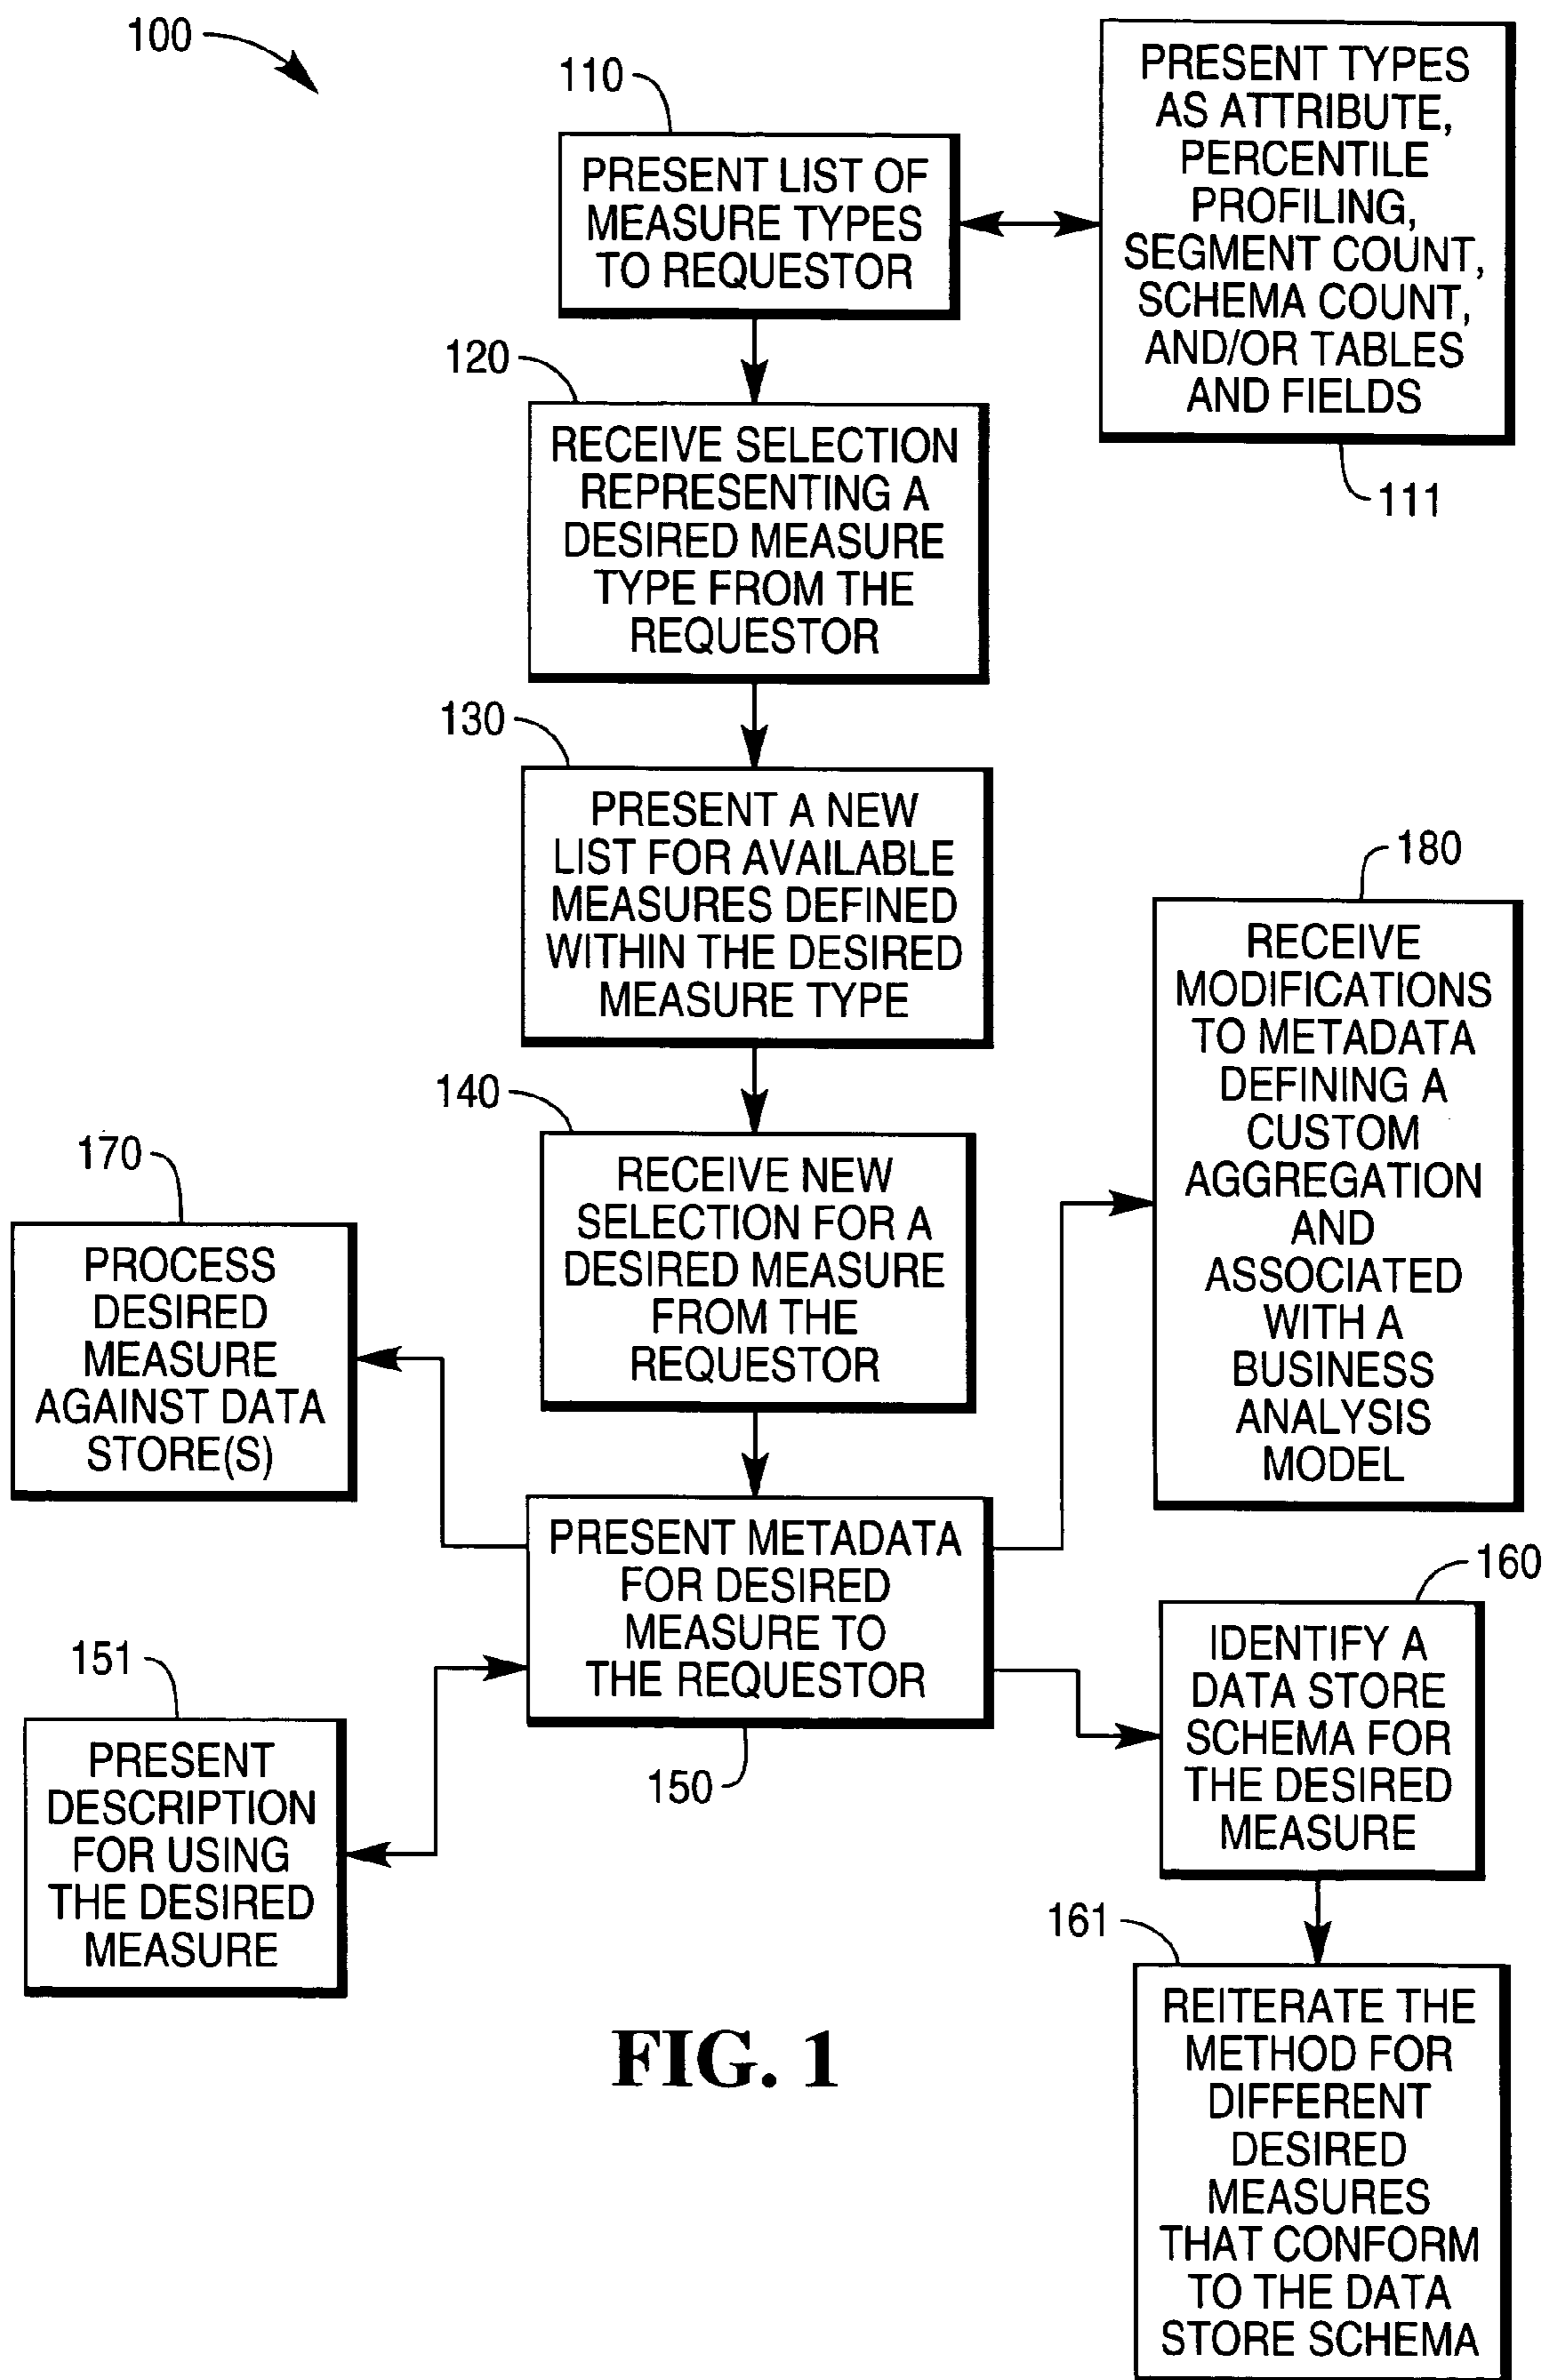 100
110
PRESENT LIST OF
MEASURE TYPES
TO REQUESTOR
PRESENT TYPES
AS ATTRIBUTE,
PERCENTILE
PROFILING,
SEGMENT COUNT,
SCHEMA COUNT,
AND/OR TABLES
AND FIELDS
111
120
RECEIVE SELECTION
REPRESENTING A
DESIRED MEASURE
TYPE FROM THE
REQUESTOR
130
PRESENT A NEW
LIST FOR AVAILABLE
MEASURES DEFINED
WITHIN THE DESIRED
MEASURE TYPE
140
RECEIVE NEW
SELECTION FOR A
DESIRED MEASURE
FROM THE
REQUESTOR
170
PROCESS
DESIRED
MEASURE
AGAINST DATA
STORE(S)
180
RECEIVE
MODIFICATIONS
TO METADATA
DEFINING A
CUSTOM
AGGREGATION
AND
ASSOCIATED
WITH A
BUSINESS
ANALYSIS
MODEL
PRESENT METADATA
FOR DESIRED
MEASURE TO
THE REQUESTOR
150
151
PRESENT
DESCRIPTION
FOR USING
THE DESIRED
MEASURE
160
IDENTIFY A
DATA STORE
SCHEMA FOR
THE DESIRED
MEASURE
161
REITERATE THE
METHOD FOR
DIFFERENT
DESIRED
MEASURES
THAT CONFORM
TO THE DATA
STORE SCHEMA
FIG. 1